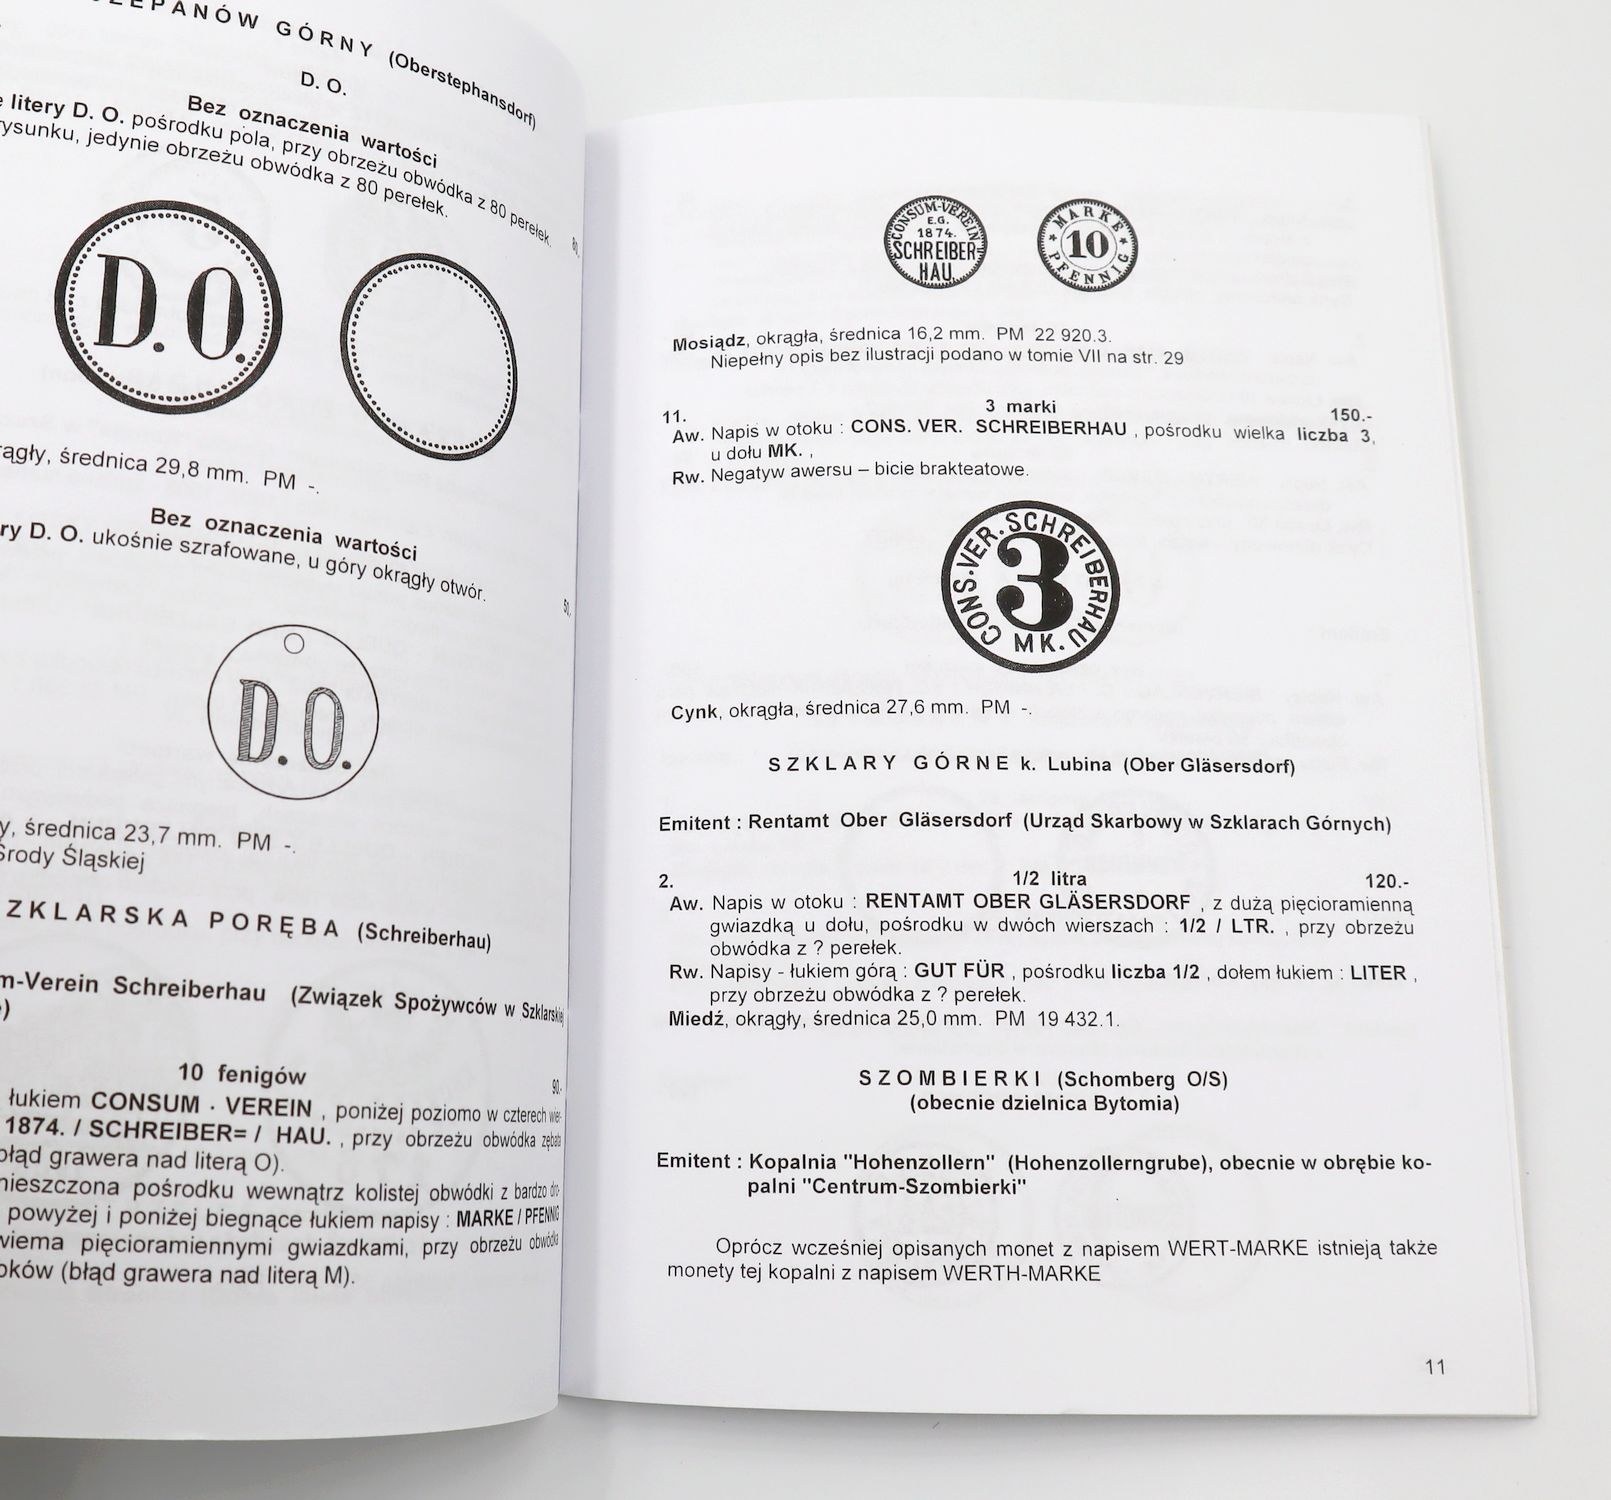 GÓRNY (Oberstephansdorf)
D. O.
Bez oznaczenia wartości
litery D. O. pośrodku pola, przy obrzeżu obwódka z 80 perełek.
rysunku, jedynie obrzeżu obwódka z 80 perełek.
80.
D. O.
średnica 29,8 mm. PM -.
Bez oznaczenia wartości
D. O. ukośnie szrafowane, u góry okrągły otwór.
50.-
D. O.
średnica 23,7 mm. PM -.
Środy Śląskiej
ZKLARSKA PORĘBA (Schreiberhau)
m-Verein Schreiberhau (Związek Spożywców w Szklarskiej
10 fenigów
90.-
łukiem CONSUM · VEREIN , poniżej poziomo w czterech wier-
1874. / SCHREIBER= / HAU. , przy obrzeżu obwódka zębata
błąd grawera nad literą O).
mieszczona pośrodku wewnątrz kolistej obwódki z bardzo dro-
powyżej i poniżej biegnące łukiem napisy : MARKE / PFENNIG
wiema pięcioramiennymi gwiazdkami, przy obrzeżu obwódka
(błąd grawera nad literą M).
CONSUM-VEREIN
E.G.
1874.
SCHREIBER=
HAU.
MARKE
10
PFENNIG
Mosiądz, okrągła, średnica 16,2 mm. PM 22 920.3.
Niepełny opis bez ilustracji podano w tomie VII na str. 29
11. 3 marki 150.-
Aw. Napis w otoku : CONS. VER. SCHREIBERHAU , pośrodku wielka liczba 3,
u dołu MK. ,
Rw. Negatyw awersu – bicie brakteatowe.
CONS·VER.SCHREIBERHAU
3
MK.
Cynk, okrągła, średnica 27,6 mm. PM -.
SZKLARY GÓRNE k. Lubina (Ober Gläsersdorf)
Emitent : Rentamt Ober Gläsersdorf (Urząd Skarbowy w Szklarach Górnych)
2. 1/2 litra 120.-
Aw. Napis w otoku : RENTAMT OBER GLÄSERSDORF , z dużą pięcioramienną
gwiazdką u dołu, pośrodku w dwóch wierszach : 1/2 / LTR. , przy obrzeżu
obwódka z ? perełek.
Rw. Napisy - łukiem górą : GUT FÜR , pośrodku liczba 1/2 , dołem łukiem : LITER ,
przy obrzeżu obwódka z ? perełek.
Miedź, okrągły, średnica 25,0 mm. PM 19 432.1.
SZOMBIERKI (Schomberg O/S)
(obecnie dzielnica Bytomia)
Emitent : Kopalnia "Hohenzollern" (Hohenzollerngrube), obecnie w obrębie ko-
palni "Centrum-Szombierki"
Oprócz wcześniej opisanych monet z napisem WERT-MARKE istnieją także
monety tej kopalni z napisem WERTH-MARKE
11